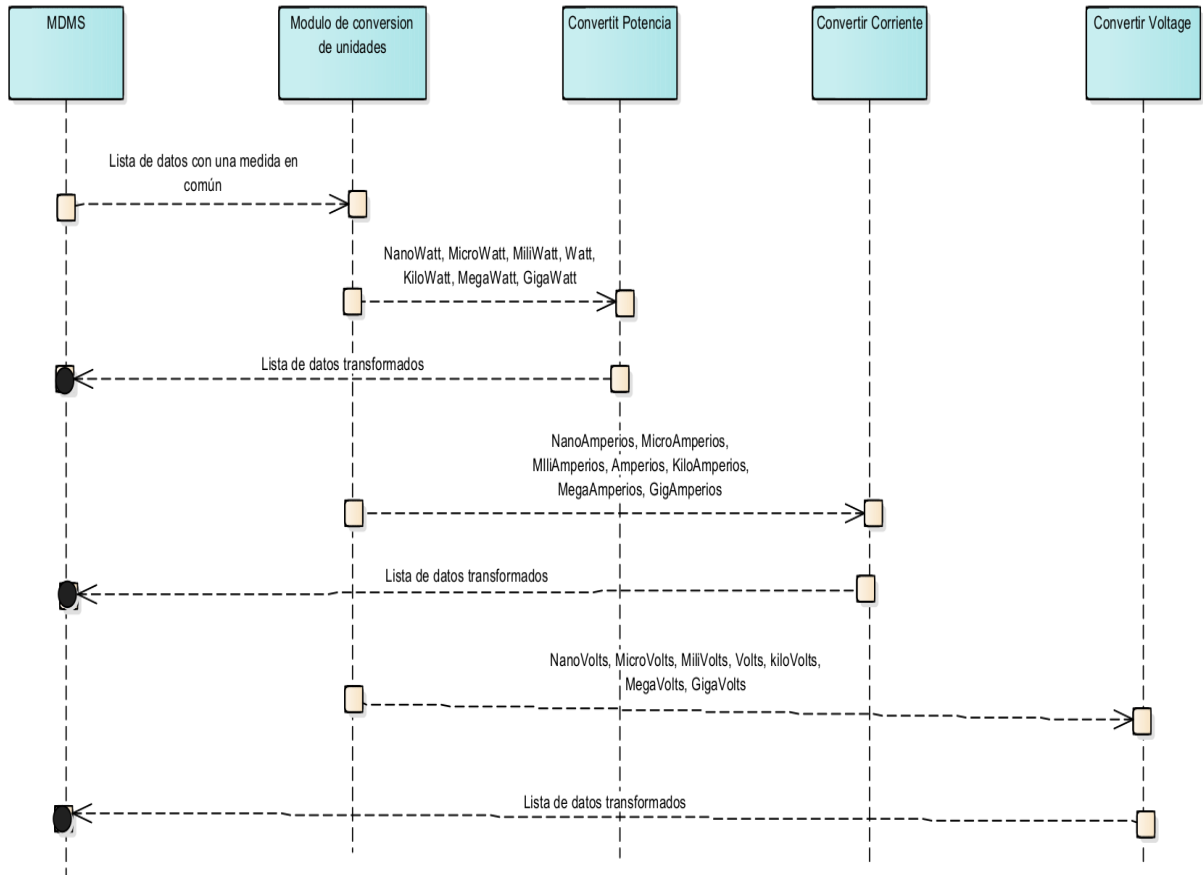 MDMS
Modulo de conversion
de unidades
Convertit Potencia
Convertir Corriente
Convertir Voltage
Lista de datos con una medida en
común
NanoWatt, MicroWatt, MiliWatt, Watt,
KiloWatt, MegaWatt, GigaWatt
Lista de datos transformados
NanoAmperios, MicroAmperios,
MIliAmperios, Amperios, KiloAmperios,
MegaAmperios, GigAmperios
Lista de datos transformados
NanoVolts, MicroVolts, MiliVolts, Volts, kiloVolts,
MegaVolts, GigaVolts
Lista de datos transformados